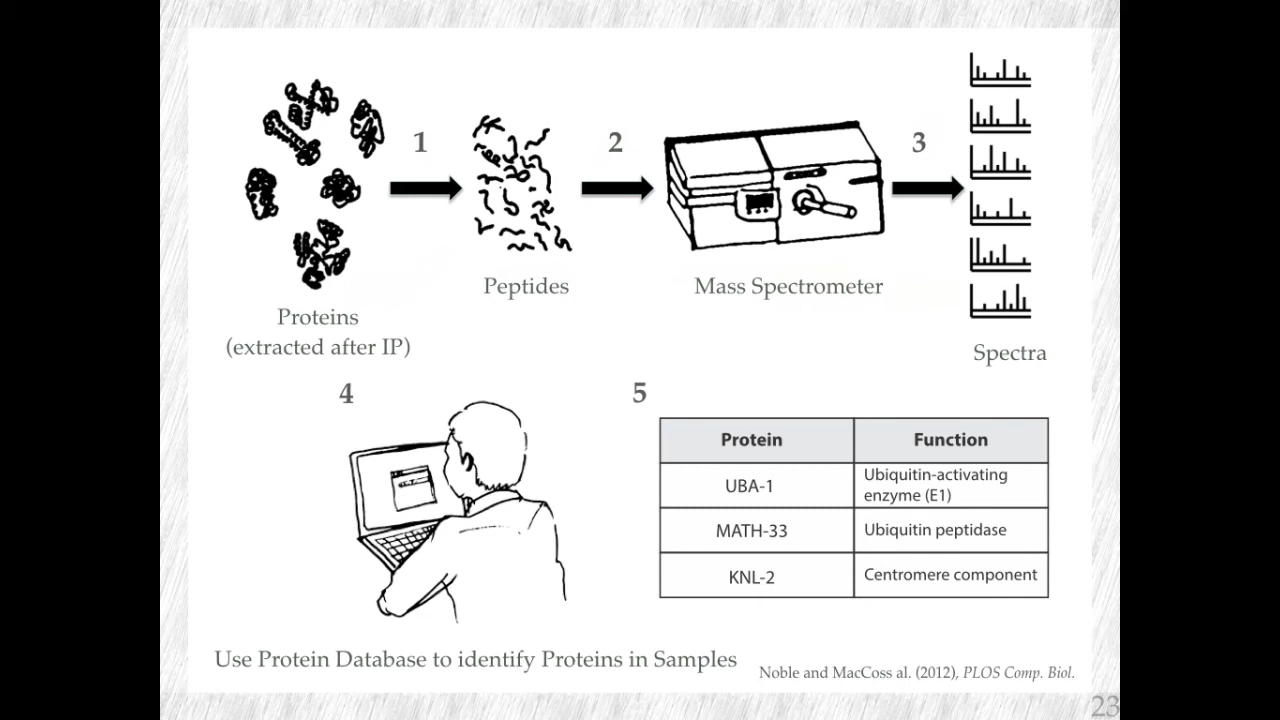 1
2
3
Peptides
Mass Spectrometer
Proteins
(extracted after IP)
Spectra
4
5
Protein
Function
UBA-1
Ubiquitin-activating
enzyme (E1)
MATH-33
Ubiquitin peptidase
KNL-2
Centromere component
Use Protein Database to identify Proteins in Samples
Noble and MacCoss al. (2012), PLOS Comp. Biol.
23